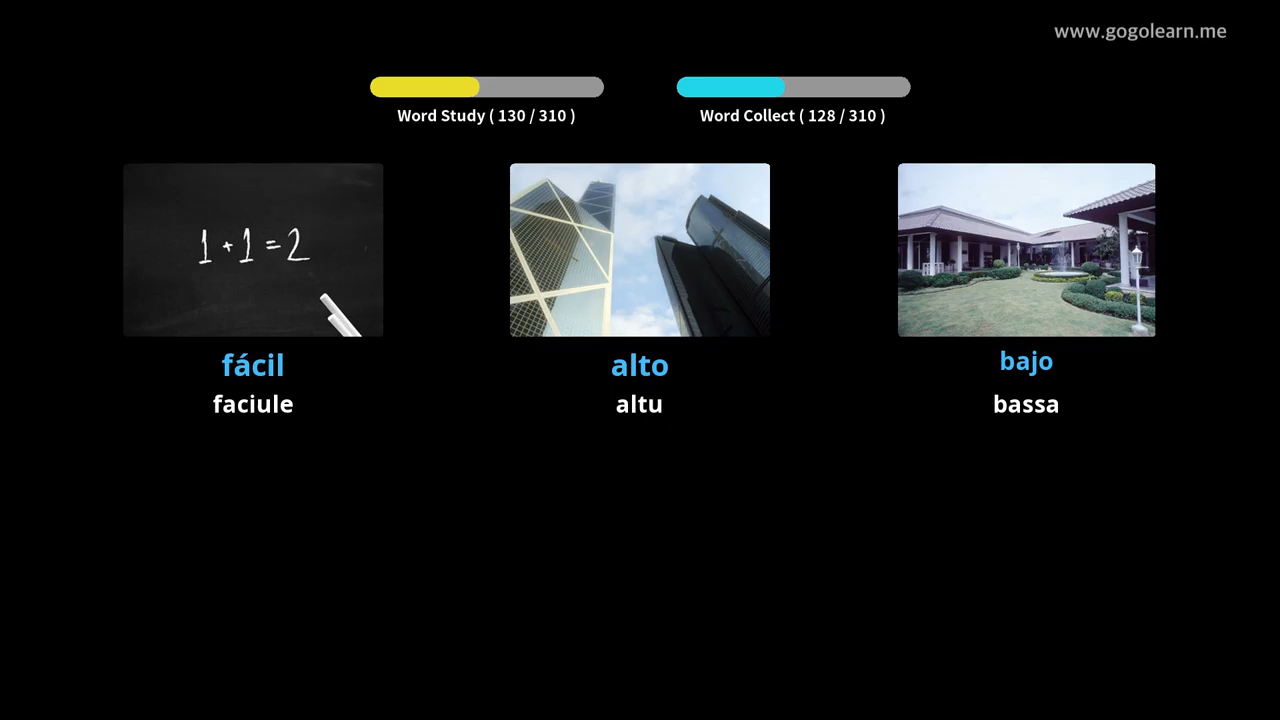 www.gogolearn.me
Word Study ( 130 / 310 )
Word Collect ( 128 / 310 )
1 + 1 = 2
fácil
alto
bajo
faciule
altu
bassa